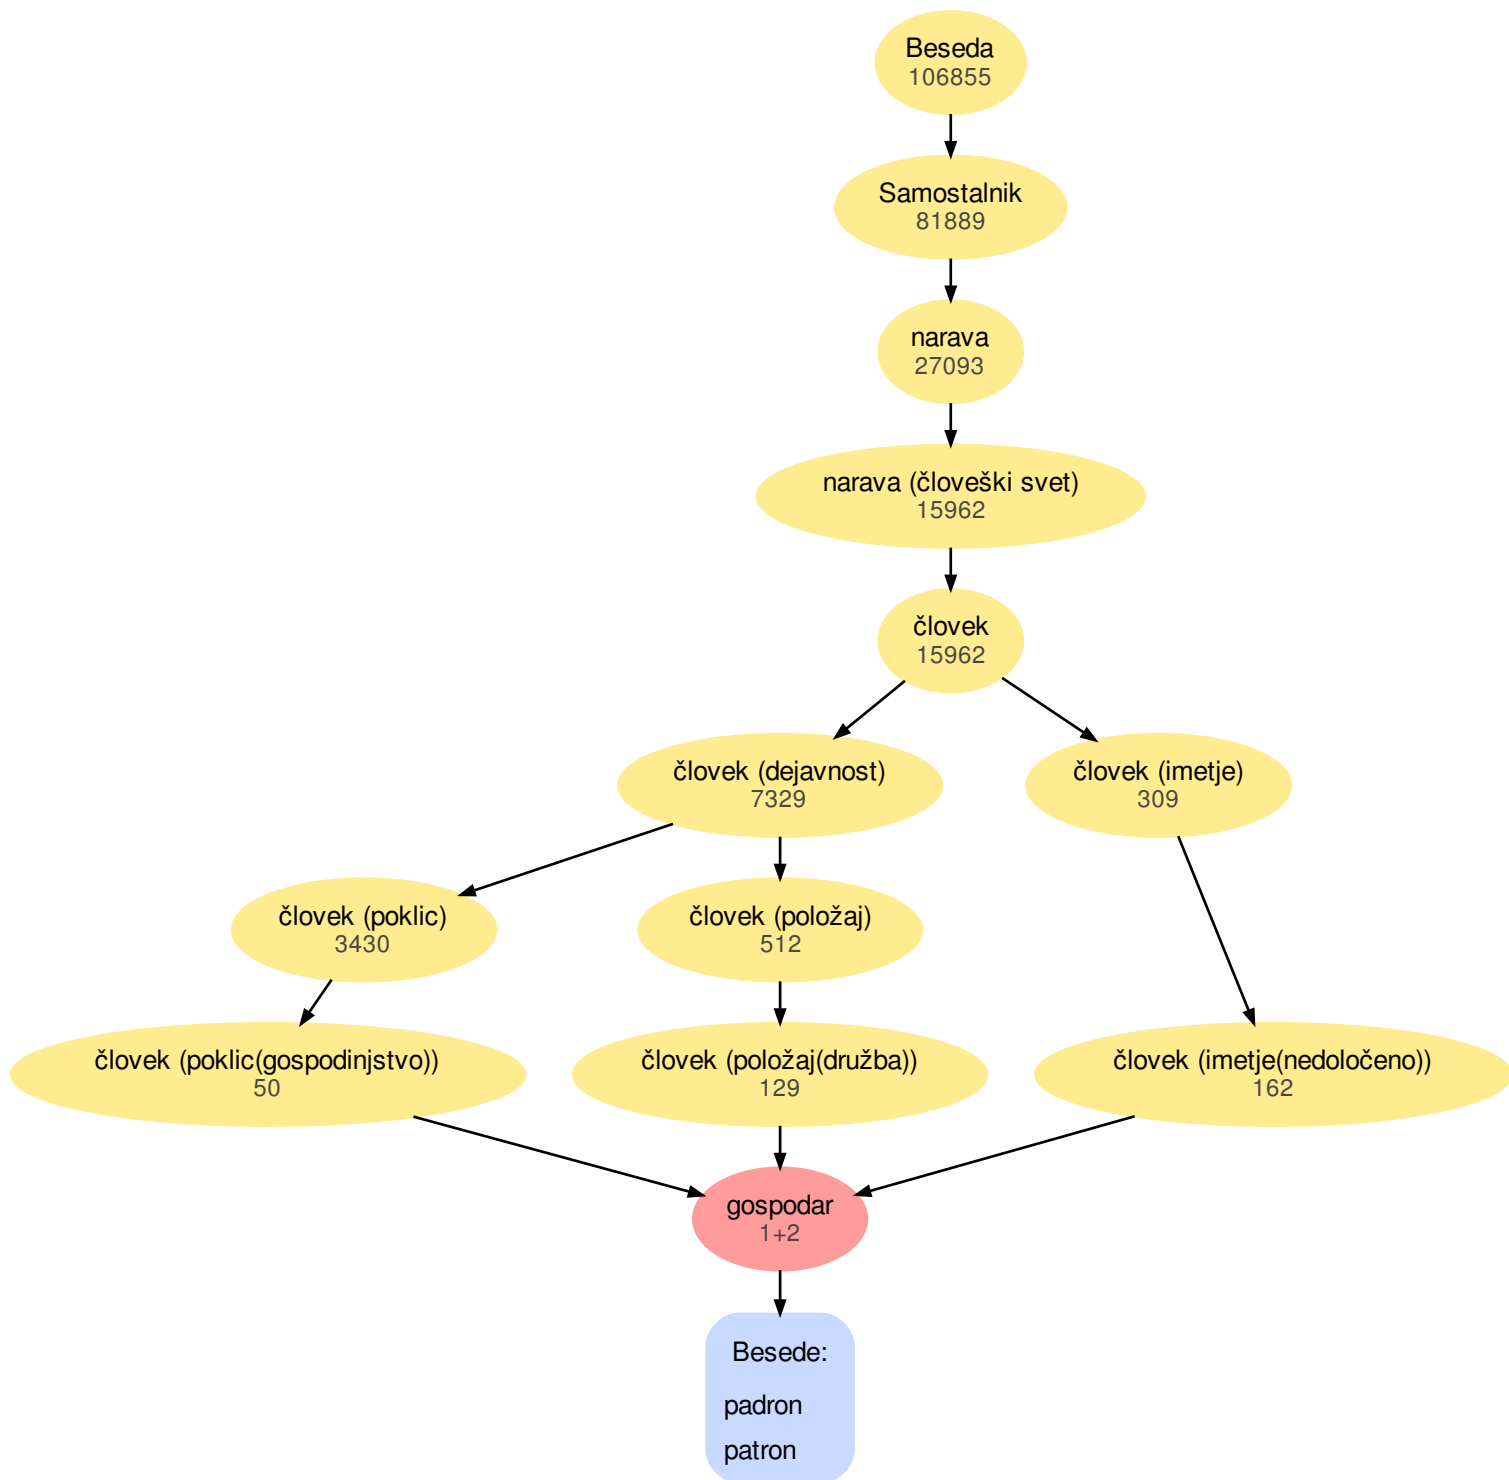 Beseda
106855
Samostalnik
81889
narava
27093
narava (človeški svet)
15962
človek
15962
človek (dejavnost)
7329
človek (imetje)
309
človek (poklic)
3430
človek (položaj)
512
človek (poklic(gospodinjstvo))
50
človek (položaj(družba))
129
človek (imetje(nedoločeno))
162
gospodar
1+2
Besede:
padron
patron